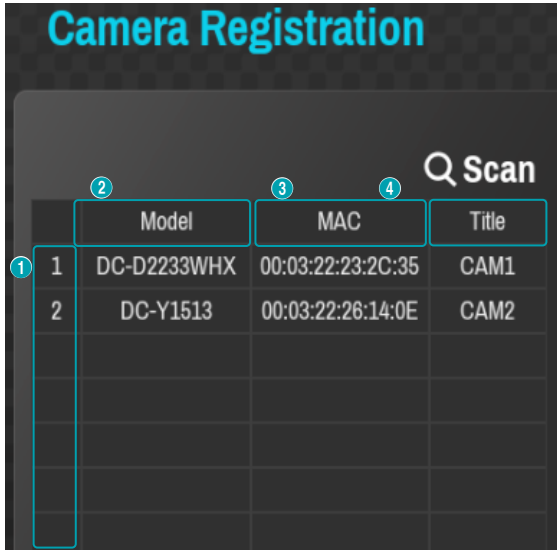 Camera Registration
Scan
2 3 4
Model MAC Title
1 1 DC-D2233WHX 00:03:22:23:2C:35 CAM1
2 DC-Y1513 00:03:22:26:14:0E CAM2